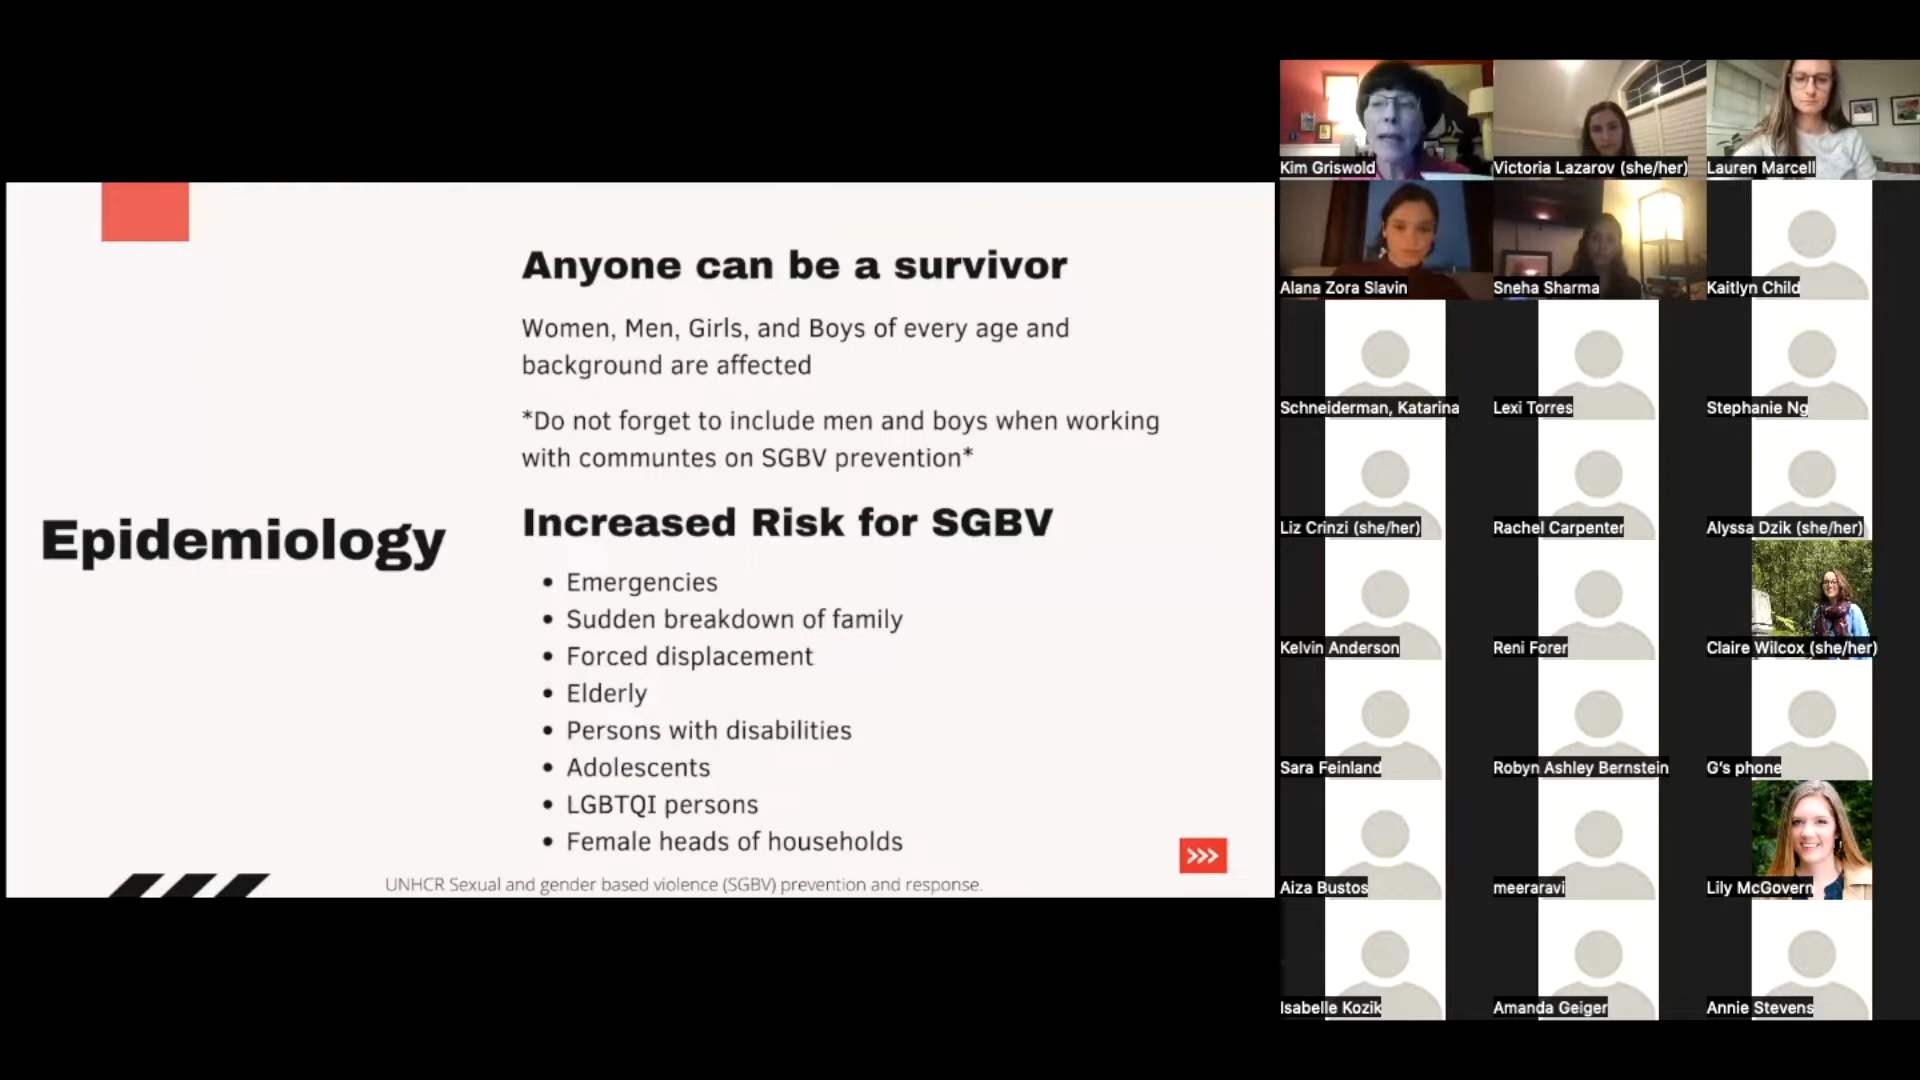 Epidemiology
Anyone can be a survivor
Women, Men, Girls, and Boys of every age and
background are affected
*Do not forget to include men and boys when working
with communtes on SGBV prevention*
Increased Risk for SGBV
• Emergencies
• Sudden breakdown of family
• Forced displacement
• Elderly
• Persons with disabilities
• Adolescents
• LGBTQI persons
• Female heads of households
UNHCR Sexual and gender based violence (SGBV) prevention and response.
Kim Griswold
Victoria Lazarov (she/her)
Lauren Marcell
Alana Zora Slavin
Sneha Sharma
Kaitlyn Child
Schneiderman, Katarina
Lexi Torres
Stephanie Ng
Liz Crinzi (she/her)
Rachel Carpenter
Alyssa Dzik (she/her)
Kelvin Anderson
Reni Forer
Claire Wilcox (she/her)
Sara Feinland
Robyn Ashley Bernstein
G's phone
Aiza Bustos
meeraravi
Lily McGovern
Isabelle Kozik
Amanda Geiger
Annie Stevens